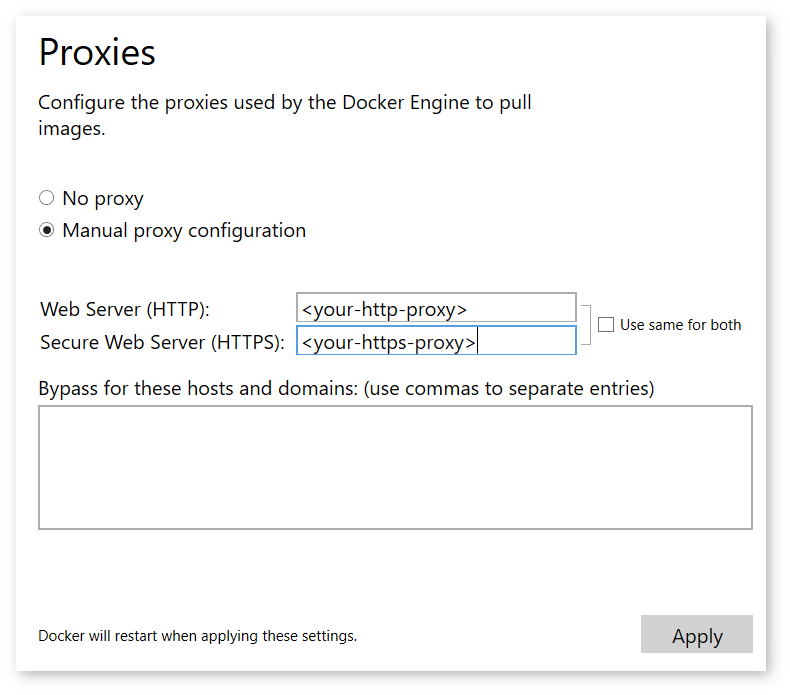 Proxies
Configure the proxies used by the Docker Engine to pull
images.
No proxy
Manual proxy configuration
Web Server (HTTP): <your-http-proxy>
Secure Web Server (HTTPS): <your-https-proxy>
Use same for both
Bypass for these hosts and domains: (use commas to separate entries)
Docker will restart when applying these settings.
Apply